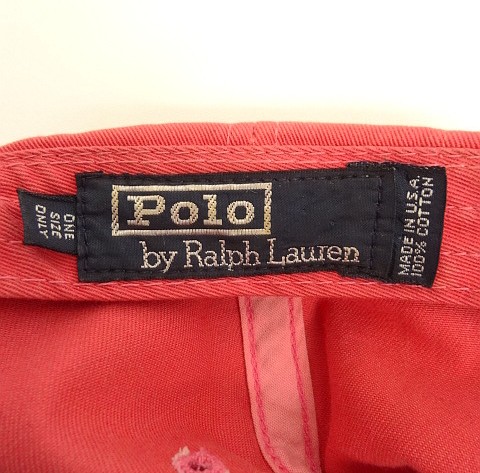 ONE
SIZE
ONLY
Polo
by Ralph Lauren
MADE IN U.S.A.
100% COTTON